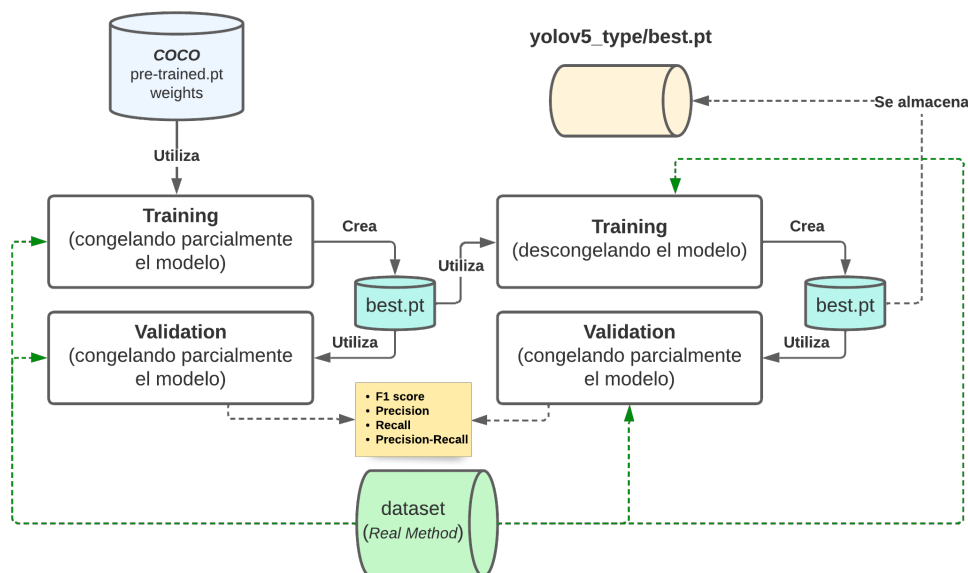 COCO
pre-trained.pt
weights
yolov5_type/best.pt
Se almacena
Utiliza
Training
(congelando parcialmente
el modelo)
Crea
best.pt
Utiliza
Training
(descongelando el modelo)
Crea
best.pt
Validation
(congelando parcialmente
el modelo)
Utiliza
Validation
(congelando parcialmente
el modelo)
Utiliza
• F1 score
• Precision
• Recall
• Precision-Recall
dataset
(Real Method)